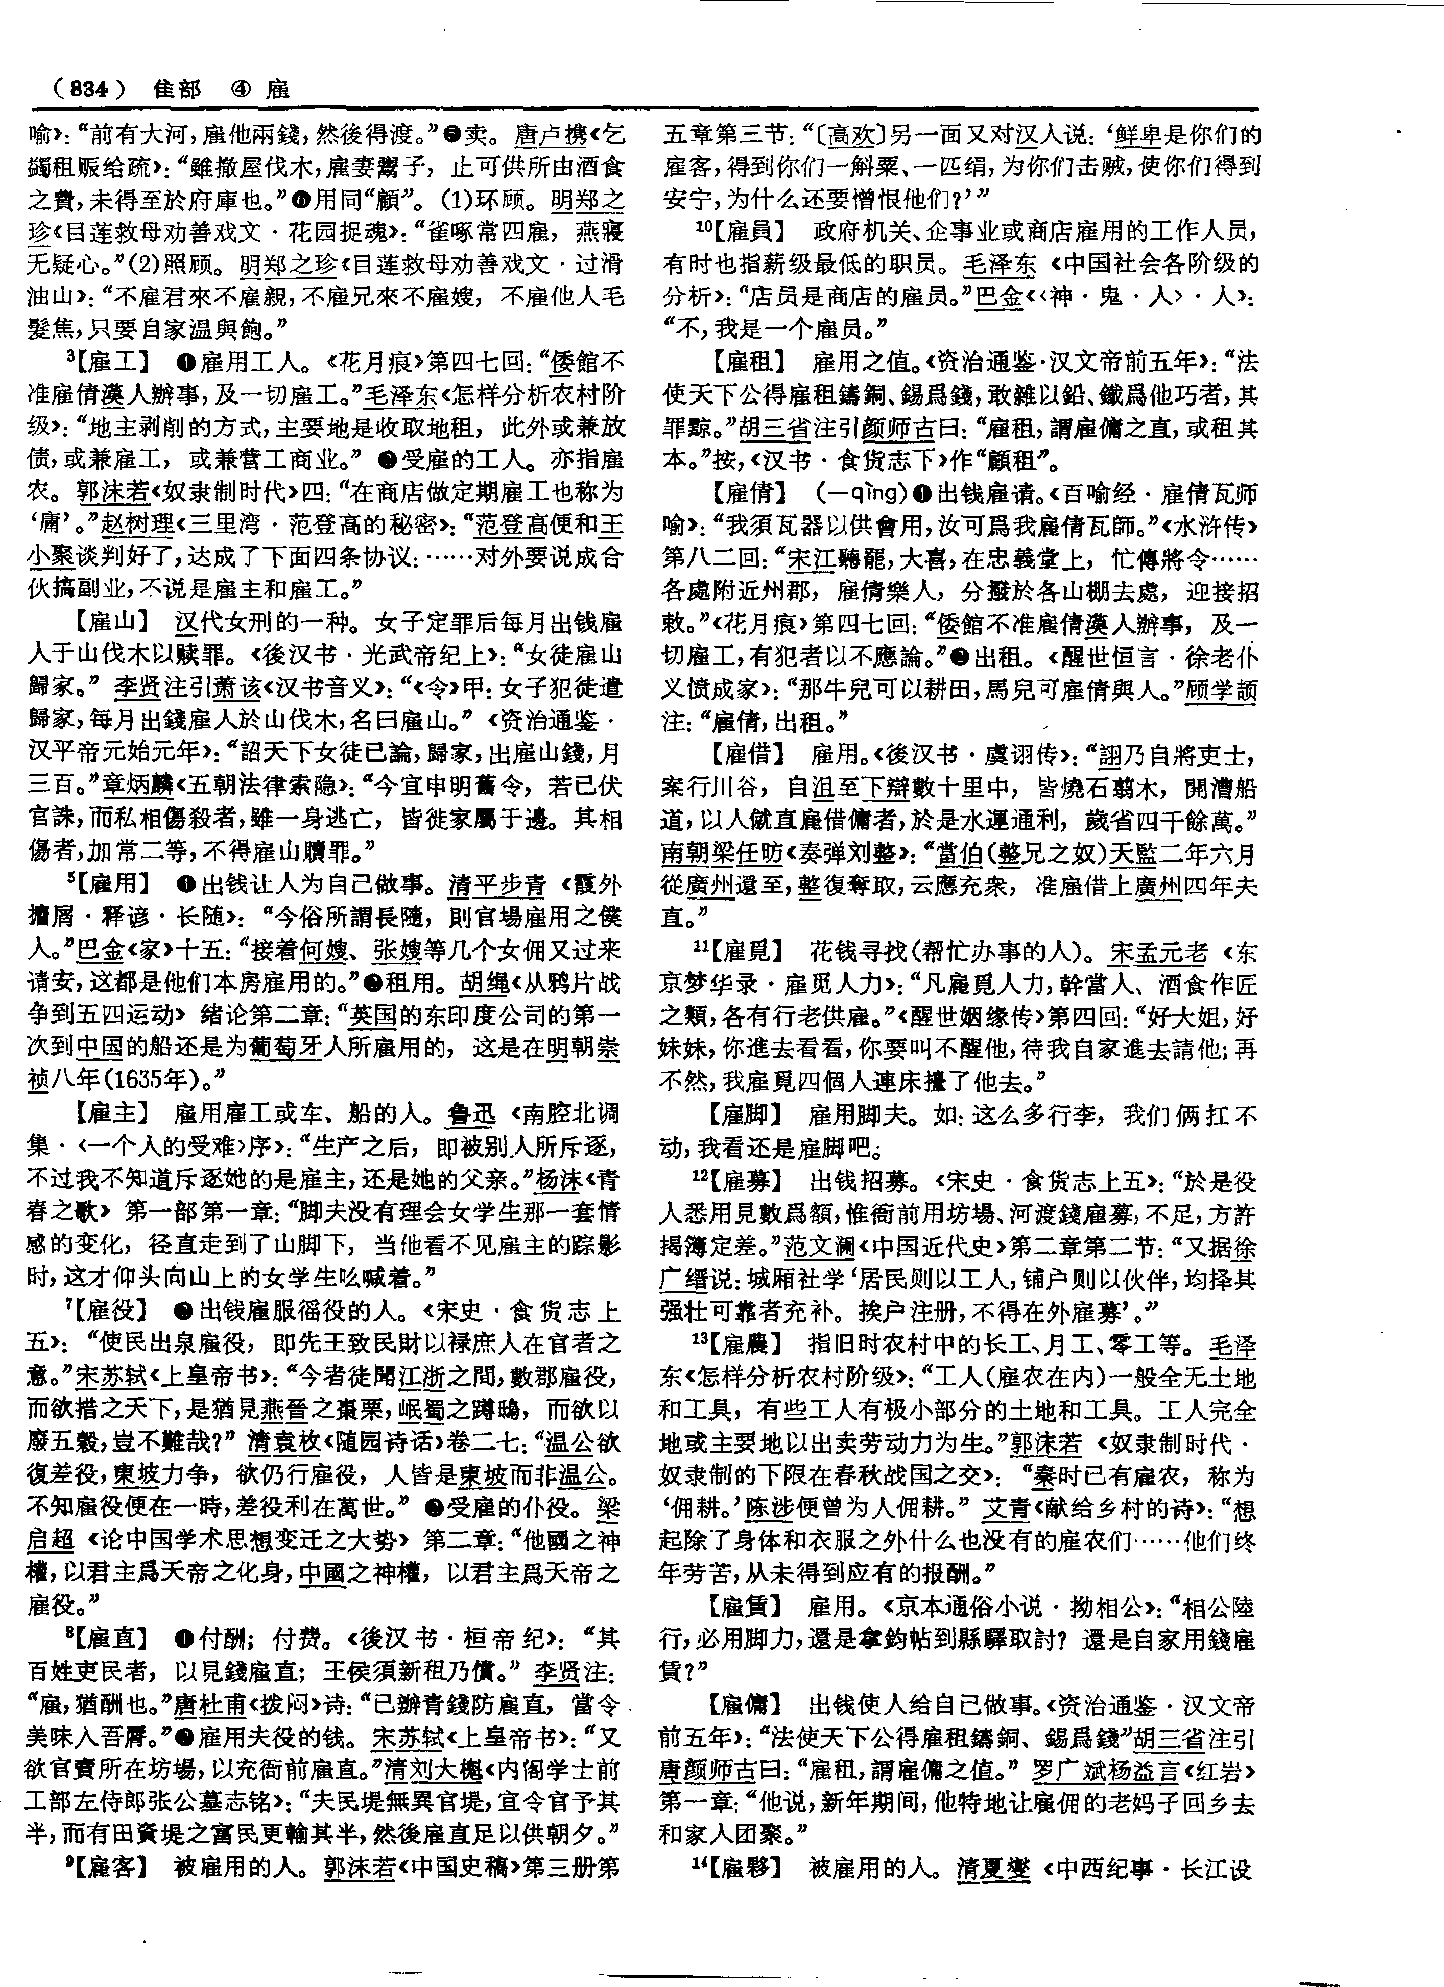 （834） 隹部 ④ 雇
喻》：“前有大河，雇他兩錢，然後得渡。”❺卖。唐卢携《乞
蠲租赈给疏》：“雖撤屋伐木，雇妻鬻子，止可供所由酒食
之費，未得至於府庫也。”❻用同“顧”。(1)环顾。明郑之
珍《目莲救母劝善戏文·花园捉魂》：“雀啄常四雇，燕寢
无疑心。”(2)照顾。明郑之珍《目莲救母劝善戏文·过滑
油山》：“不雇君來不雇親，不雇兄來不雇嫂，不雇他人毛
髮焦，只要自家温與飽。”
3【雇工】 ❶雇用工人。《花月痕》第四七回：“倭館不
准雇倩漢人辦事，及一切雇工。”毛泽东《怎样分析农村阶
级》：“地主剥削的方式，主要地是收取地租，此外或兼放
债，或兼雇工，或兼营工商业。”❷受雇的工人。亦指雇
农。郭沫若《奴隶制时代》四：“在商店做定期雇工也称为
‘庸’。”赵树理《三里湾·范登高的秘密》：“范登高便和王
小聚谈判好了，达成了下面四条协议：……对外要说成合
伙搞副业，不说是雇主和雇工。”
【雇山】 汉代女刑的一种。女子定罪后每月出钱雇
人于山伐木以赎罪。《後汉书·光武帝纪上》：“女徒雇山
歸家。”李贤注引萧该《汉书音义》：“《令》甲：女子犯徒遣
歸家，每月出錢雇人於山伐木，名曰雇山。”《资治通鉴·
汉平帝元始元年》：“詔天下女徒已論，歸家，出雇山錢，月
三百。”章炳麟《五朝法律索隐》：“今宜申明舊令，若已伏
官誅，而私相傷殺者，雖一身逃亡，皆徙家屬于邊。其相
傷者，加常二等，不得雇山贖罪。”
5【雇用】 ❶出钱让人为自己做事。清平步青《霞外
攟屑·释谚·长随》：“今俗所謂長隨，則官場雇用之僕
人。”巴金《家》十五：“接着何嫂、张嫂等几个女佣又过来
请安，这都是他们本房雇用的。”❷租用。胡绳《从鸦片战
争到五四运动》绪论第二章：“英国的东印度公司的第一
次到中国的船还是为葡萄牙人所雇用的，这是在明朝崇
祯八年(1635年)。”
【雇主】 雇用雇工或车、船的人。鲁迅《南腔北调
集·〈一个人的受难〉序》：“生产之后，即被别人所斥逐，
不过我不知道斥逐她的是雇主，还是她的父亲。”杨沫《青
春之歌》第一部第一章：“脚夫没有理会女学生那一套情
感的变化，径直走到了山脚下，当他看不见雇主的踪影
时，这才仰头向山上的女学生吆喊着。”
7【雇役】 ❶出钱雇服徭役的人。《宋史·食货志上
五》：“使民出泉雇役，即先王致民財以禄庶人在官者之
意。”宋苏轼《上皇帝书》：“今者徒聞江浙之間，數郡雇役，
而欲措之天下，是猶見燕晉之棗栗，岷蜀之蹲鴟，而欲以
廢五穀，豈不難哉？”清袁枚《随园诗话》卷二七：“温公欲
復差役，東坡力争，欲仍行雇役，人皆是東坡而非温公。
不知雇役便在一時，差役利在萬世。”❷受雇的仆役。梁
启超《论中国学术思想变迁之大势》第二章：“他國之神
權，以君主爲天帝之化身，中國之神權，以君主爲天帝之
雇役。”
8【雇直】 ❶付酬；付费。《後汉书·桓帝纪》：“其
百姓吏民者，以見錢雇直；王侯須新租乃償。”李贤注：
“雇，猶酬也。”唐杜甫《拨闷》诗：“已辦青錢防雇直，當令
美味入吾脣。”❷雇用夫役的钱。宋苏轼《上皇帝书》：“又
欲官賣所在坊場，以充衙前雇直。”清刘大櫆《内阁学士前
工部左侍郎张公墓志铭》：“夫民堤無異官堤，宜令官予其
半，而有田資堤之富民更輸其半，然後雇直足以供朝夕。”
9【雇客】 被雇用的人。郭沫若《中国史稿》第三册第
五章第三节：“〔高欢〕另一面又对汉人说：‘鲜卑是你们的
雇客，得到你们一斛粟、一匹绢，为你们击贼，使你们得到
安宁，为什么还要憎恨他们？’”
10【雇員】 政府机关、企事业或商店雇用的工作人员，
有时也指薪级最低的职员。毛泽东《中国社会各阶级的
分析》：“店员是商店的雇员。”巴金《〈神·鬼·人〉·人》：
“不，我是一个雇员。”
【雇租】 雇用之值。《资治通鉴·汉文帝前五年》：“法
使天下公得雇租鑄銅、錫爲錢，敢雜以鉛、鐵爲他巧者，其
罪黥。”胡三省注引颜师古曰：“雇租，謂雇傭之直，或租其
本。”按，《汉书·食货志下》作“顧租”。
【雇倩】 (—qìng)❶出钱雇请。《百喻经·雇倩瓦师
喻》：“我須瓦器以供會用，汝可爲我雇倩瓦師。”《水浒传》
第八二回：“宋江聽罷，大喜，在忠義堂上，忙傳將令……
各處附近州郡，雇倩樂人，分撥於各山棚去處，迎接招
敕。”《花月痕》第四七回：“倭館不准雇倩漢人辦事，及一
切雇工，有犯者以不應論。”❷出租。《醒世恒言·徐老仆
义愤成家》：“那牛兒可以耕田，馬兒可雇倩與人。”顾学颉
注：“雇倩，出租。”
【雇借】 雇用。《後汉书·虞诩传》：“詡乃自將吏士，
案行川谷，自沮至下辯數十里中，皆燒石翦木，開漕船
道，以人僦直雇借傭者，於是水運通利，歲省四千餘萬。”
南朝梁任昉《奏弹刘整》：“當伯(整兄之奴)天監二年六月
從廣州還至，整復奪取，云應充衆，准雇借上廣州四年夫
直。”
11【雇覓】 花钱寻找(帮忙办事的人)。宋孟元老《东
京梦华录·雇觅人力》：“凡雇覓人力，幹當人、酒食作匠
之類，各有行老供雇。”《醒世姻缘传》第四回：“好大姐，好
妹妹，你進去看看，你要叫不醒他，待我自家進去請他；再
不然，我雇覓四個人連床擡了他去。”
【雇脚】 雇用脚夫。如：这么多行李，我们俩扛不
动，我看还是雇脚吧。
12【雇募】 出钱招募。《宋史·食货志上五》：“於是役
人悉用見數爲額，惟衙前用坊場、河渡錢雇募，不足，方許
揭簿定差。”范文澜《中国近代史》第二章第二节：“又据徐
广缙说：城厢社学‘居民则以工人，铺户则以伙伴，均择其
强壮可靠者充补。挨户注册，不得在外雇募’。”
13【雇農】 指旧时农村中的长工、月工、零工等。毛泽
东《怎样分析农村阶级》：“工人(雇农在内)一般全无土地
和工具，有些工人有极小部分的土地和工具。工人完全
地或主要地以出卖劳动力为生。”郭沫若《奴隶制时代·
奴隶制的下限在春秋战国之交》：“秦时已有雇农，称为
‘佣耕。’陈涉便曾为人佣耕。”艾青《献给乡村的诗》：“想
起除了身体和衣服之外什么也没有的雇农们……他们终
年劳苦，从未得到应有的报酬。”
【雇賃】 雇用。《京本通俗小说·拗相公》：“相公陸
行，必用脚力，還是拿鈞帖到縣驛取討？還是自家用錢雇
賃？”
【雇傭】 出钱使人给自己做事。《资治通鉴·汉文帝
前五年》：“法使天下公得雇租鑄銅、錫爲錢”胡三省注引
唐颜师古曰：“雇租，謂雇傭之值。”罗广斌杨益言《红岩》
第一章：“他说，新年期间，他特地让雇佣的老妈子回乡去
和家人团聚。”
14【雇夥】 被雇用的人。清夏燮《中西纪事·长江设